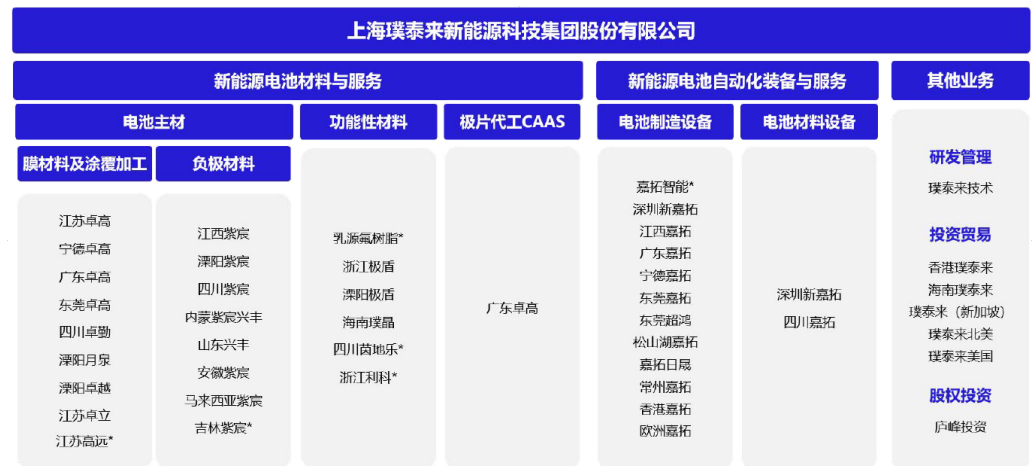 上海璞泰来新能源科技集团股份有限公司
新能源电池材料与服务
新能源电池自动化装备与服务
其他业务
电池主材
功能性材料
极片代工CAAS
电池制造设备
电池材料设备
膜材料及涂覆加工
负极材料
江苏卓高
宁德卓高
广东卓高
东莞卓高
四川卓勤
溧阳月泉
溧阳卓越
江苏卓立
江苏高远*
江西紫宸
溧阳紫宸
四川紫宸
内蒙紫宸兴丰
山东兴丰
安徽紫宸
马来西亚紫宸
吉林紫宸*
乳源氟树脂*
浙江极盾
溧阳极盾
海南璞晶
四川茵地乐*
浙江利科*
广东卓高
嘉拓智能*
深圳新嘉拓
江西嘉拓
广东嘉拓
宁德嘉拓
东莞嘉拓
东莞超鸿
松山湖嘉拓
嘉拓日晟
常州嘉拓
香港嘉拓
欧洲嘉拓
深圳新嘉拓
四川嘉拓
研发管理
璞泰来技术
投资贸易
香港璞泰来
海南璞泰来
璞泰来（新加坡）
璞泰来北美
璞泰来美国
股权投资
庐峰投资